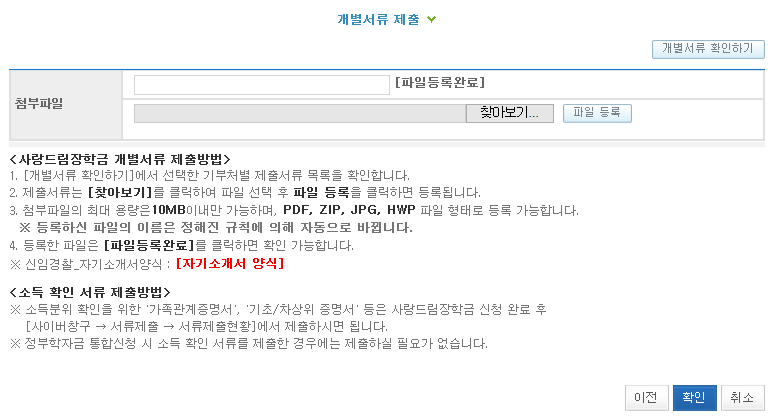 개별서류 제출
개별서류 확인하기
첨부파일
[파일등록완료]
찾아보기...
파일 등록
<사랑드림장학금 개별서류 제출방법>
1. [개별서류 확인하기]에서 선택한 기부처별 제출서류 목록을 확인합니다.
2. 제출서류는 [찾아보기]를 클릭하여 파일 선택 후 파일 등록을 클릭하면 등록됩니다.
3. 첨부파일의 최대 용량은10MB이내만 가능하며, PDF, ZIP, JPG, HWP 파일 형태로 등록 가능합니다.
※ 등록하신 파일의 이름은 정해진 규칙에 의해 자동으로 바뀝니다.
4. 등록한 파일은 [파일등록완료]를 클릭하면 확인 가능합니다.
※ 신임경찰_자기소개서양식 : [자기소개서 양식]
<소득 확인 서류 제출방법>
※ 소득분위 확인을 위한 '가족관계증명서', '기초/차상위 증명서' 등은 사랑드림장학금 신청 완료 후
[사이버창구 → 서류제출 → 서류제출현황]에서 제출하시면 됩니다.
※ 정부학자금 통합신청 시 소득 확인 서류를 제출한 경우에는 제출하실 필요가 없습니다.
이전
확인
취소